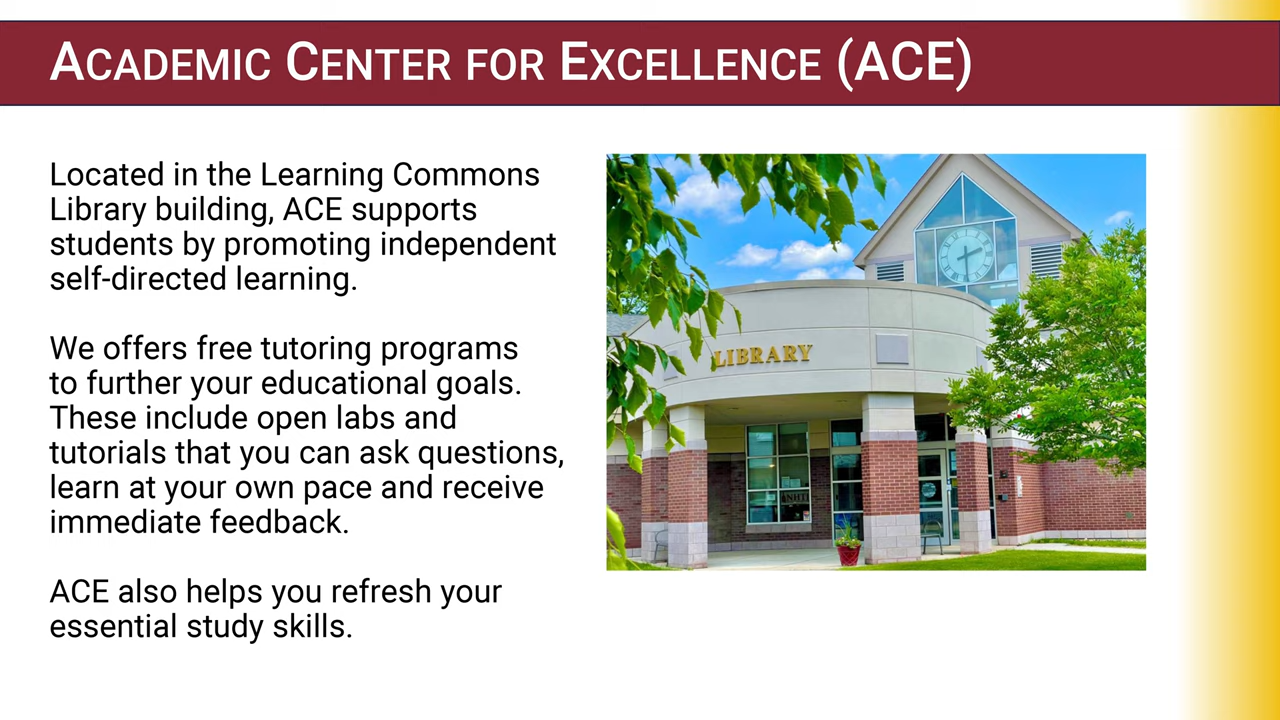 ACADEMIC CENTER FOR EXCELLENCE (ACE)
Located in the Learning Commons
Library building, ACE supports
students by promoting independent
self-directed learning.
We offers free tutoring programs
to further your educational goals.
These include open labs and
tutorials that you can ask questions,
learn at your own pace and receive
immediate feedback.
ACE also helps you refresh your
essential study skills.
LIBRARY
NHTI